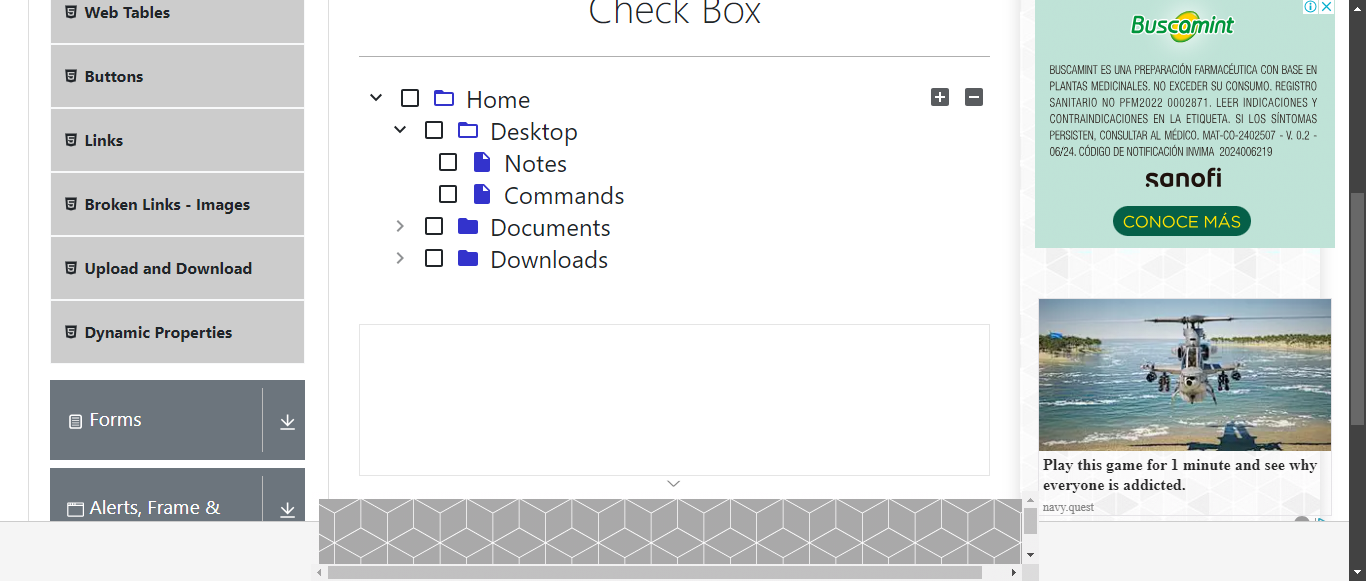 Web Tables
Buttons
Links
Broken Links - Images
Upload and Download
Dynamic Properties
Forms
Alerts, Frame &
Check Box
Home
Desktop
Notes
Commands
Documents
Downloads
Buscamint
BUSCAMINT ES UNA PREPARACIÓN FARMACÉUTICA CON BASE EN
PLANTAS MEDICINALES. NO EXCEDER SU CONSUMO. REGISTRO
SANITARIO NO PFM2022 0002871. LEER INDICACIONES Y
CONTRAINDICACIONES EN LA ETIQUETA. SI LOS SÍNTOMAS
PERSISTEN, CONSULTAR AL MÉDICO. MAT-CO-2402507 - V. 0.2 -
06/24. CÓDIGO DE NOTIFICACIÓN INVIMA 2024006219
sanofi
CONOCE MÁS
Play this game for 1 minute and see why
everyone is addicted.
navy.quest